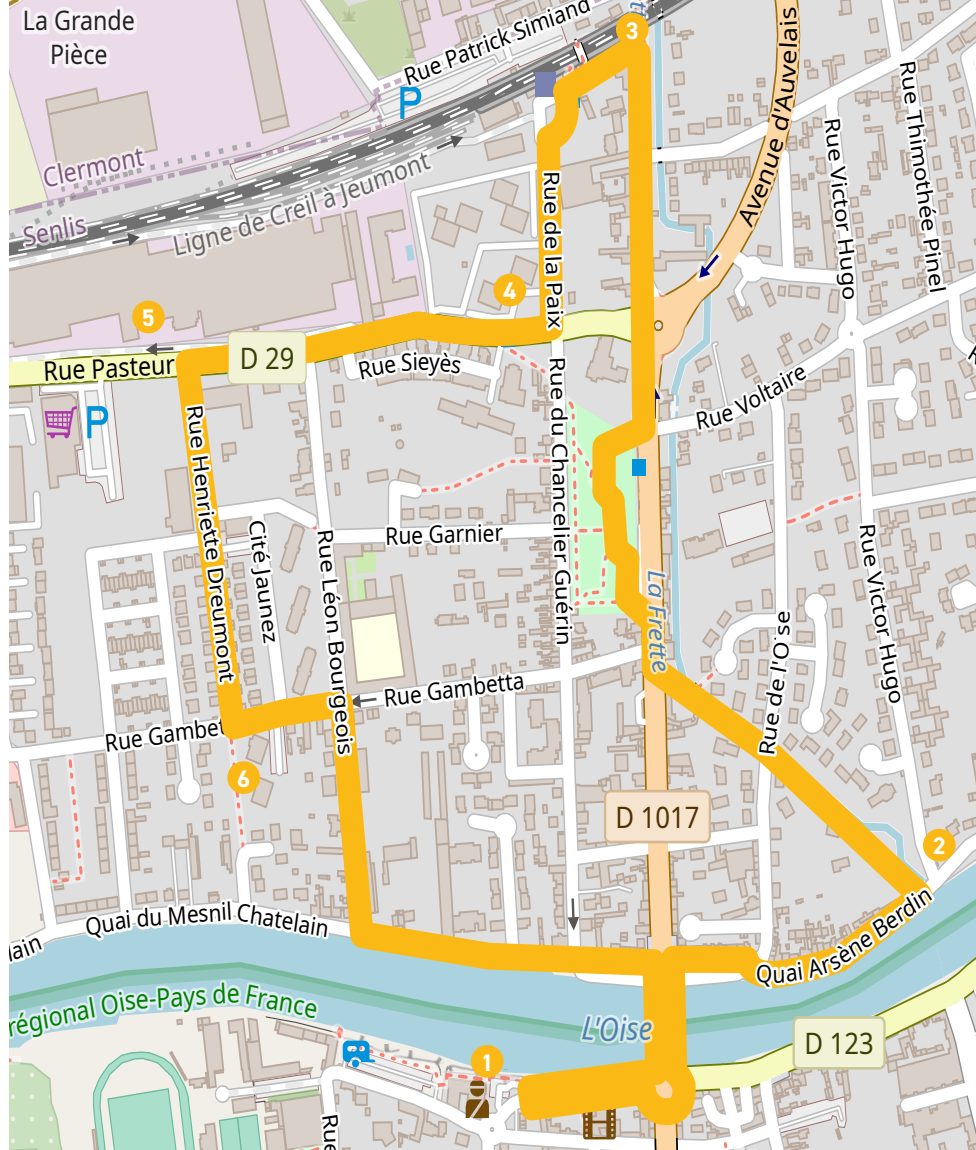 La Grande
Pièce
Rue Patrick Simiand
3
P
Avenue d'Auvelais
Rue Thimothée Pinel
Rue Victor Hugo
Clermont
Senlis
Ligne de Creil à Jeumont
Rue de la Paix
4
5
Rue Pasteur
D 29
Rue Sieyès
Rue Voltaire
P
Rue Henriette Dreumont
Cité Jaunez
Rue Léon Bourgeois
Rue Garnier
Rue du Chancelier Guérin
La Frette
Rue de l'Oise
Rue Victor Hugo
Rue Gambetta
Rue Gambet
6
D 1017
2
Quai du Mesnil Chatelain
lain
Quai Arsène Berdin
régional Oise-Pays de France
L'Oise
D 123
1
Rue